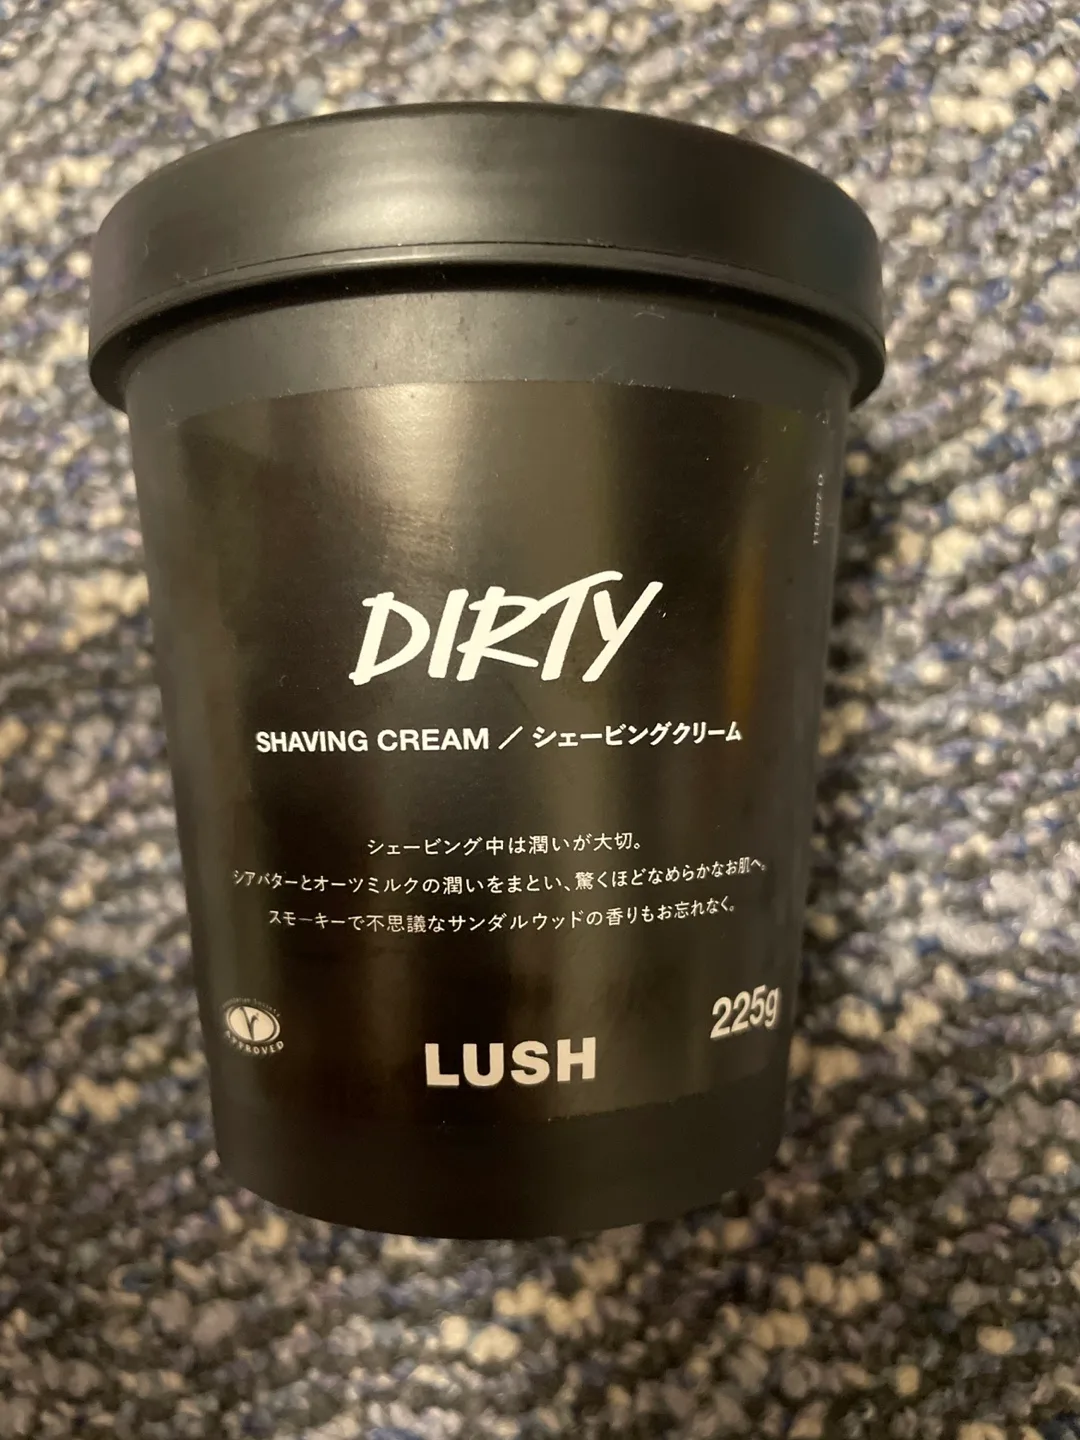 DIRTY
SHAVING CREAM / シェービングクリーム
シェービング中は潤いが大切。
シアバターとオーツミルクの潤いをまとい、驚くほどなめらかなお肌へ。
スモーキーで不思議なサンダルウッドの香りもお忘れなく。
225g
APPROVED
LUSH